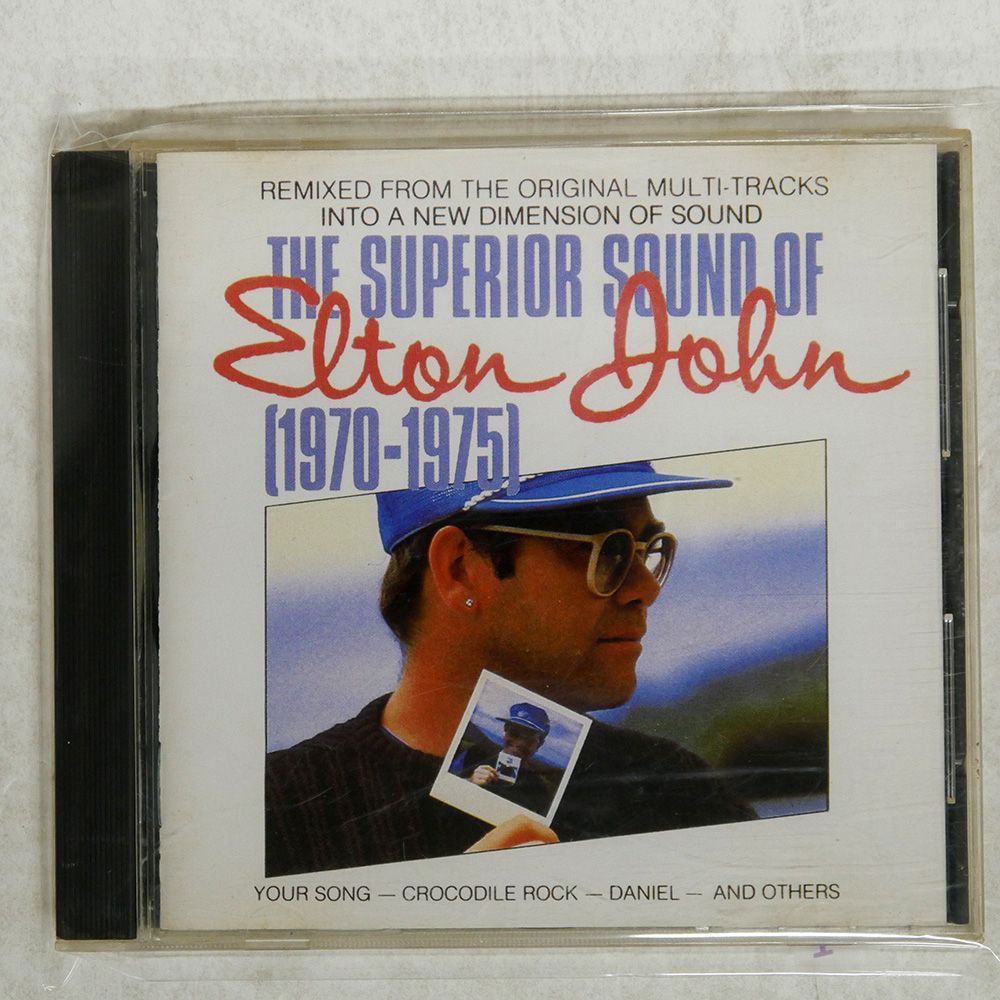 REMIXED FROM THE ORIGINAL MULTI-TRACKS
INTO A NEW DIMENSION OF SOUND
THE SUPERIOR SOUND OF
Elton John
(1970-1975)
YOUR SONG — CROCODILE ROCK — DANIEL — AND OTHERS